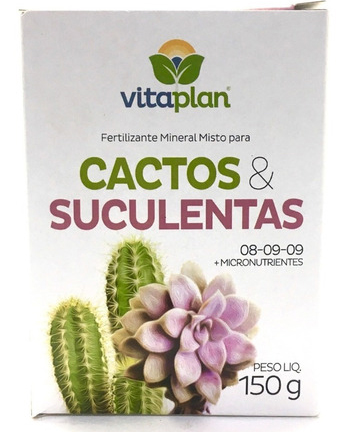 vitaplan®
Fertilizante Mineral Misto para
CACTOS &
SUCULENTAS
08-09-09
+ MICRONUTRIENTES
PESO LIQ.
150 g